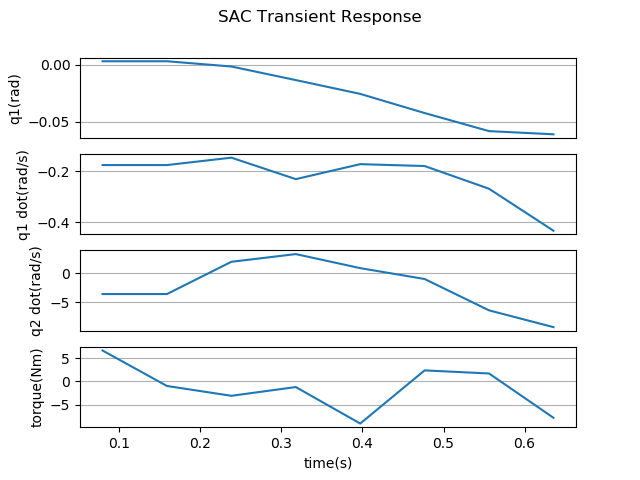 SAC Transient Response
0.00
−0.05
q1(rad)
−0.2
−0.4
q1 dot(rad/s)
0
−5
q2 dot(rad/s)
5
0
−5
torque(Nm)
0.1 0.2 0.3 0.4 0.5 0.6
time(s)